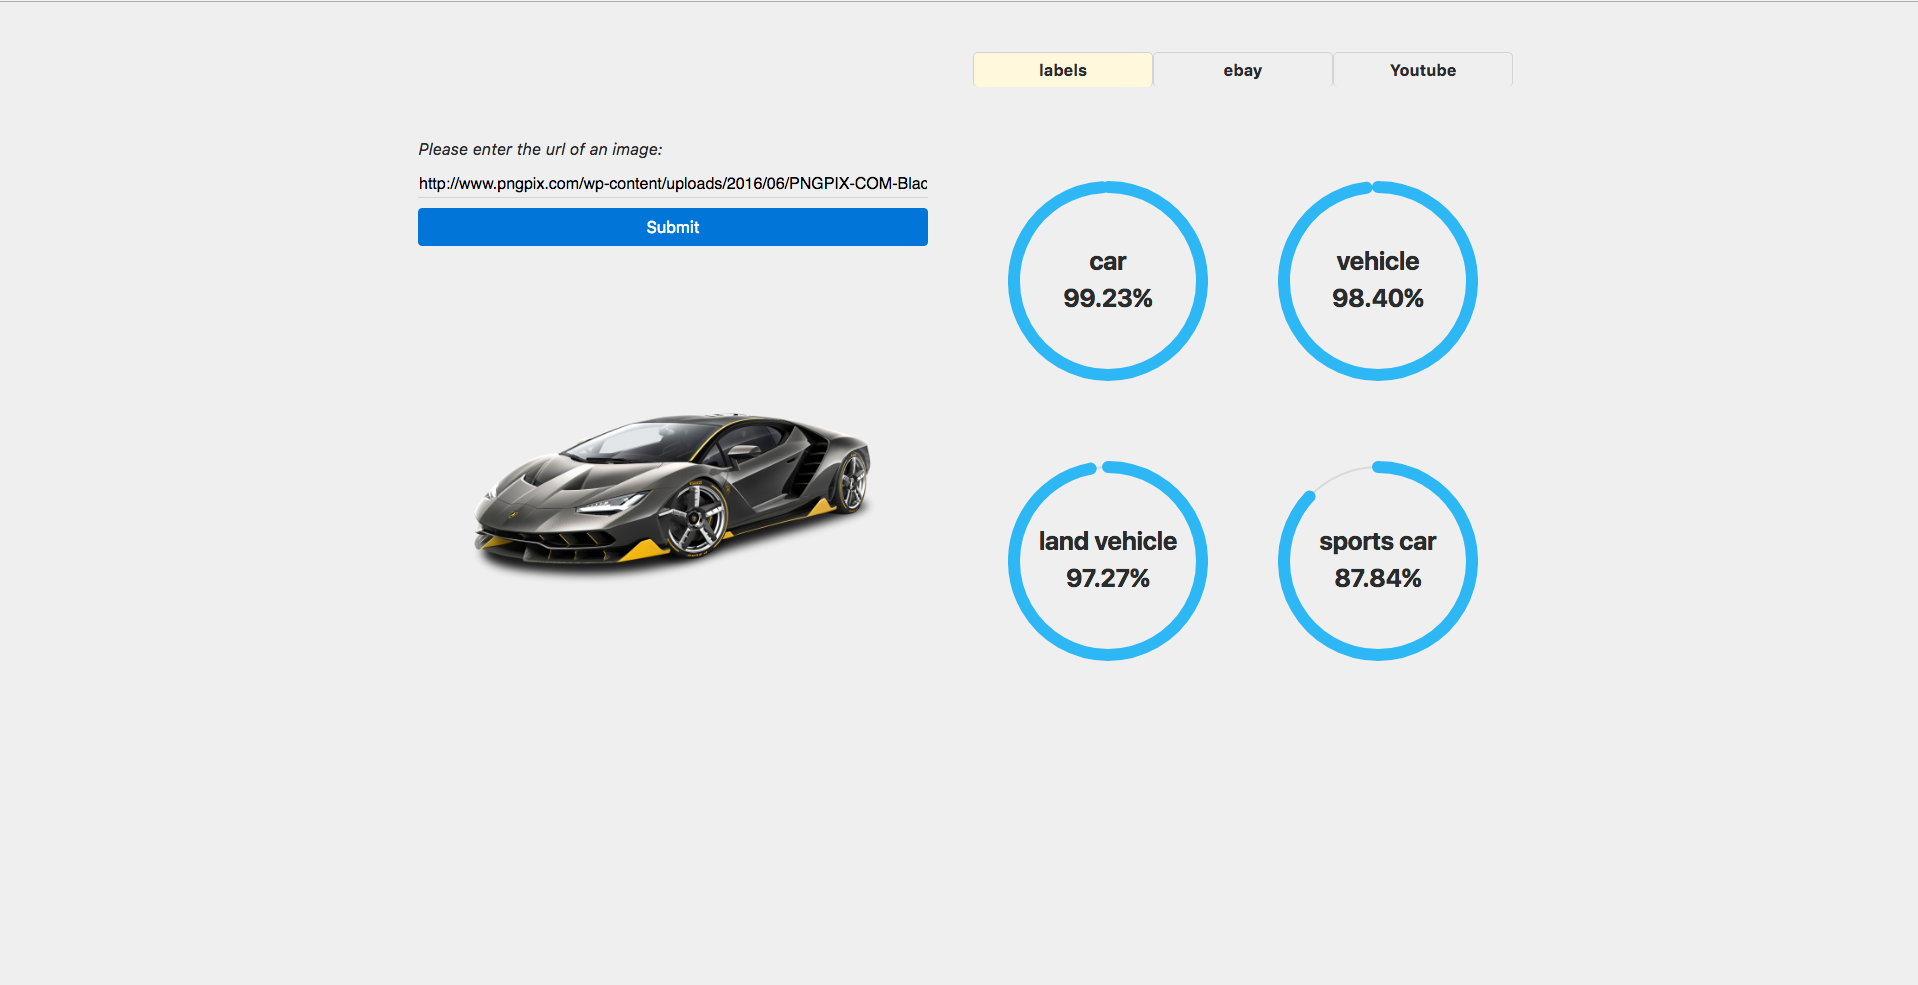 labels
ebay
Youtube
Please enter the url of an image:
http://www.pngpix.com/wp-content/uploads/2016/06/PNGPIX-COM-Blac
Submit
car
99.23%
vehicle
98.40%
land vehicle
97.27%
sports car
87.84%